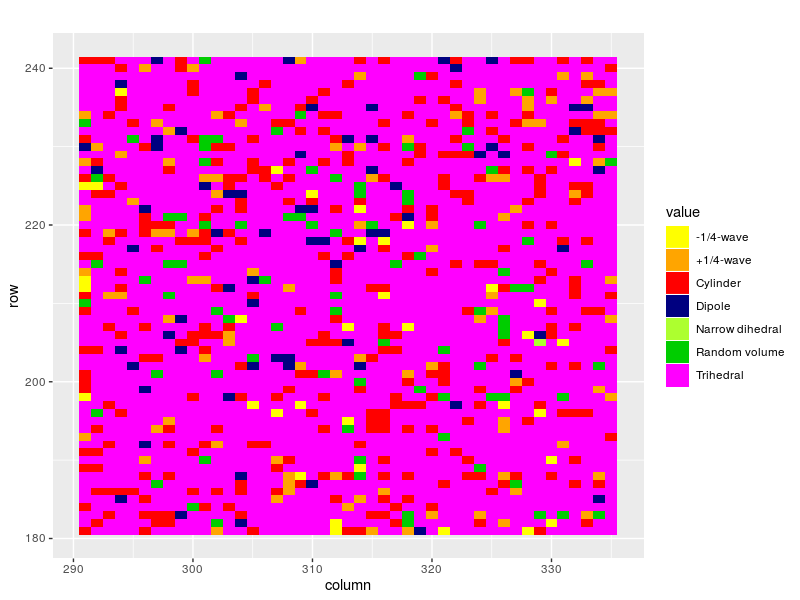 240
220
200
180
row
290
300
310
320
330
column
value
-1/4-wave
+1/4-wave
Cylinder
Dipole
Narrow dihedral
Random volume
Trihedral